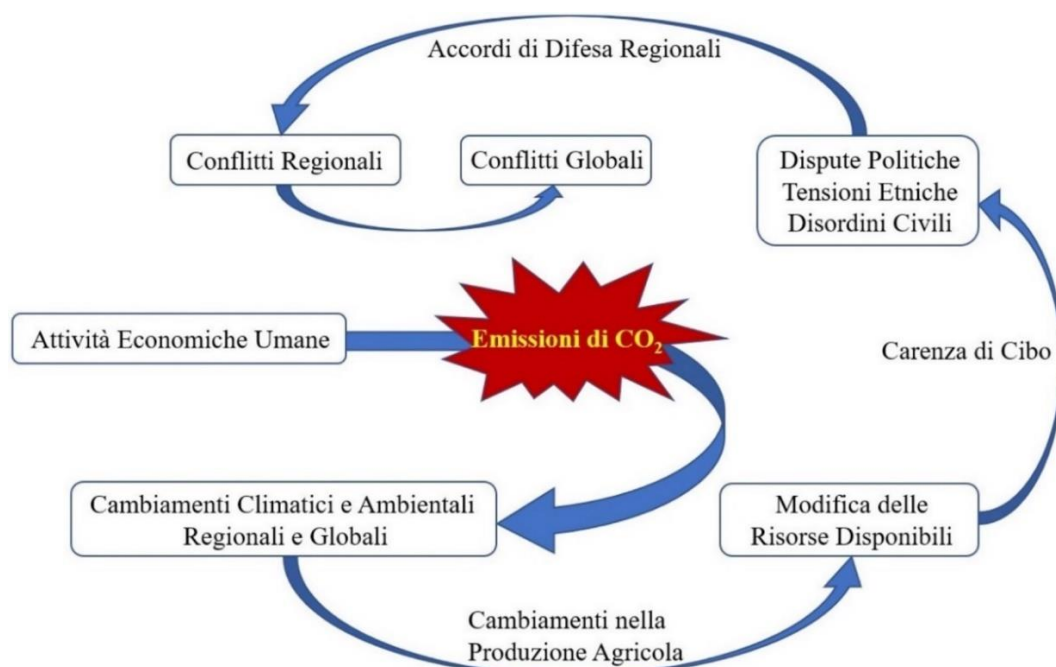 Accordi di Difesa Regionali
Conflitti Regionali
Conflitti Globali
Dispute Politiche
Tensioni Etniche
Disordini Civili
Attività Economiche Umane
Emissioni di CO₂
Carenza di Cibo
Cambiamenti Climatici e Ambientali
Regionali e Globali
Modifica delle
Risorse Disponibili
Cambiamenti nella
Produzione Agricola